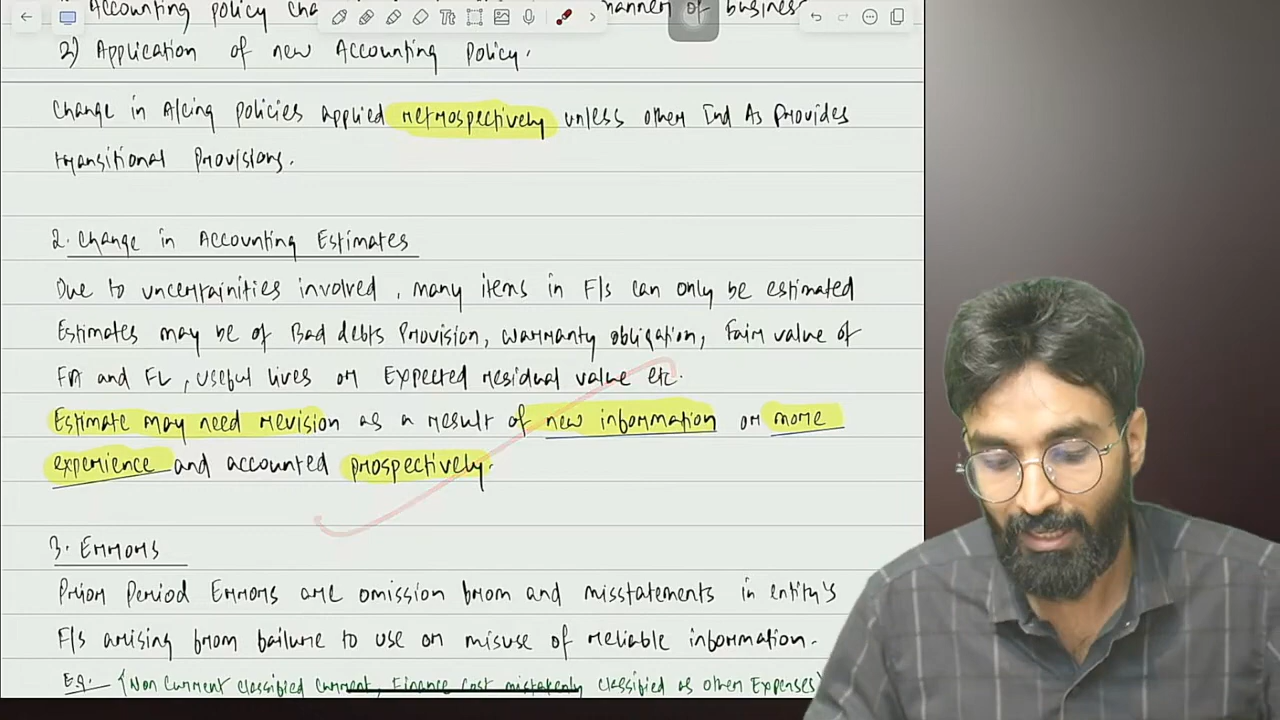 Accounting policy cha manner of business
2) Application of new Accounting Policy.
Change in A/cing policies applied retrospectively unless other Ind As Provides
transitional Provisions.
2. Change in Accounting Estimates
Due to uncertainities involved, many items in F/s can only be estimated
Estimates may be of Bad debts Provision, Warranty obligation, Fair value of
FA and FL, Useful lives or Expected residual value etc.
Estimate may need revision as a result of new information or more
experience and accounted prospectively.
3. Errors
Prior Period Errors are omission from and misstatements in entity's
F/s arising from failure to use or misuse of reliable information.
Eg. (Non Current classified current, Finance cost mistakenly classified as other Expenses)